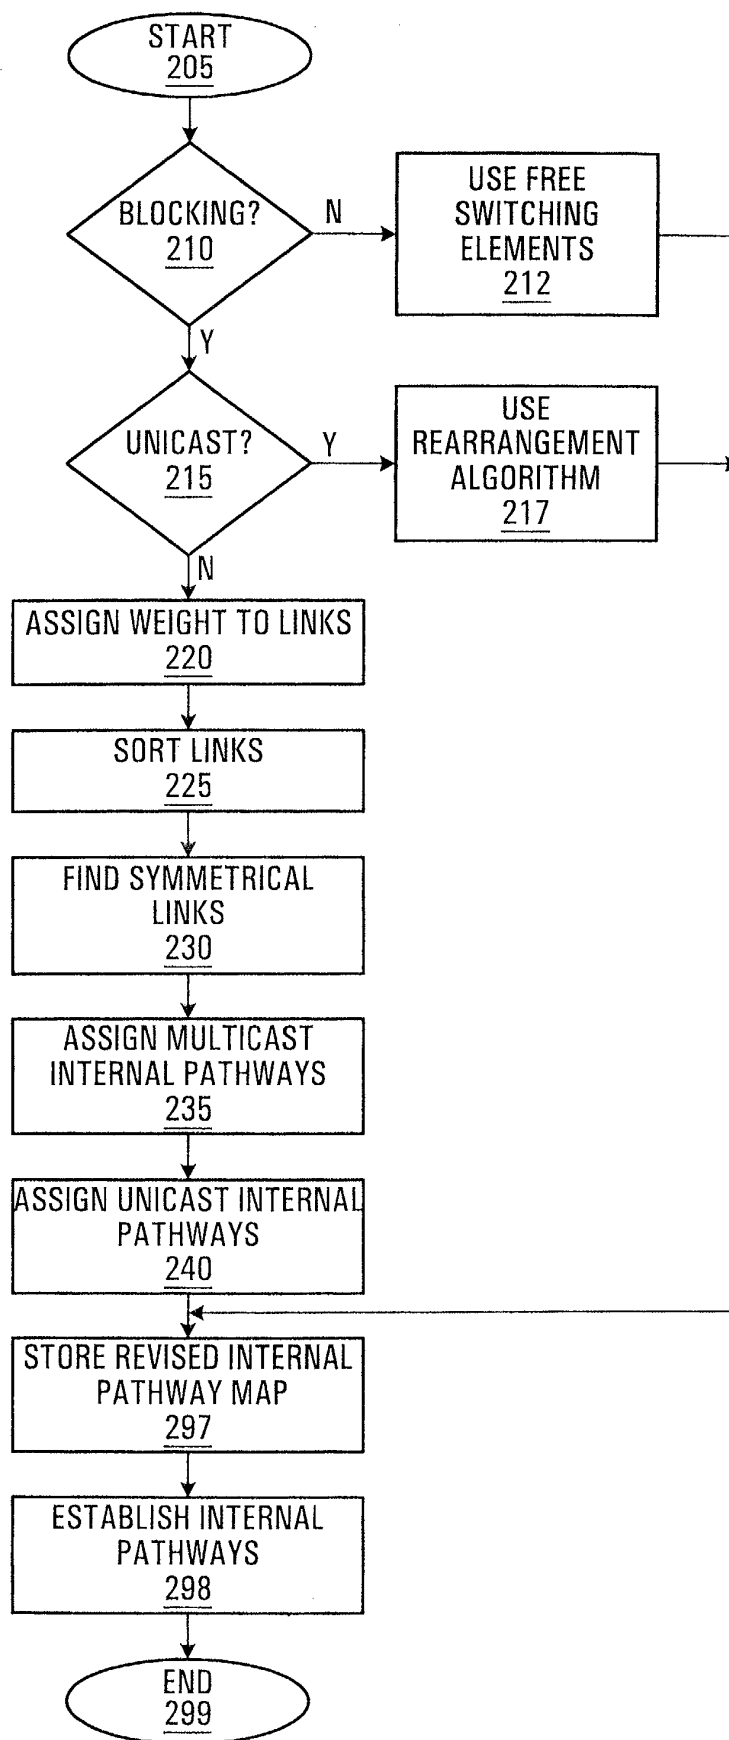 START
205
BLOCKING?
210
N
USE FREE
SWITCHING
ELEMENTS
212
Y
UNICAST?
215
Y
USE
REARRANGEMENT
ALGORITHM
217
N
ASSIGN WEIGHT TO LINKS
220
SORT LINKS
225
FIND SYMMETRICAL
LINKS
230
ASSIGN MULTICAST
INTERNAL PATHWAYS
235
ASSIGN UNICAST INTERNAL
PATHWAYS
240
STORE REVISED INTERNAL
PATHWAY MAP
297
ESTABLISH INTERNAL
PATHWAYS
298
END
299